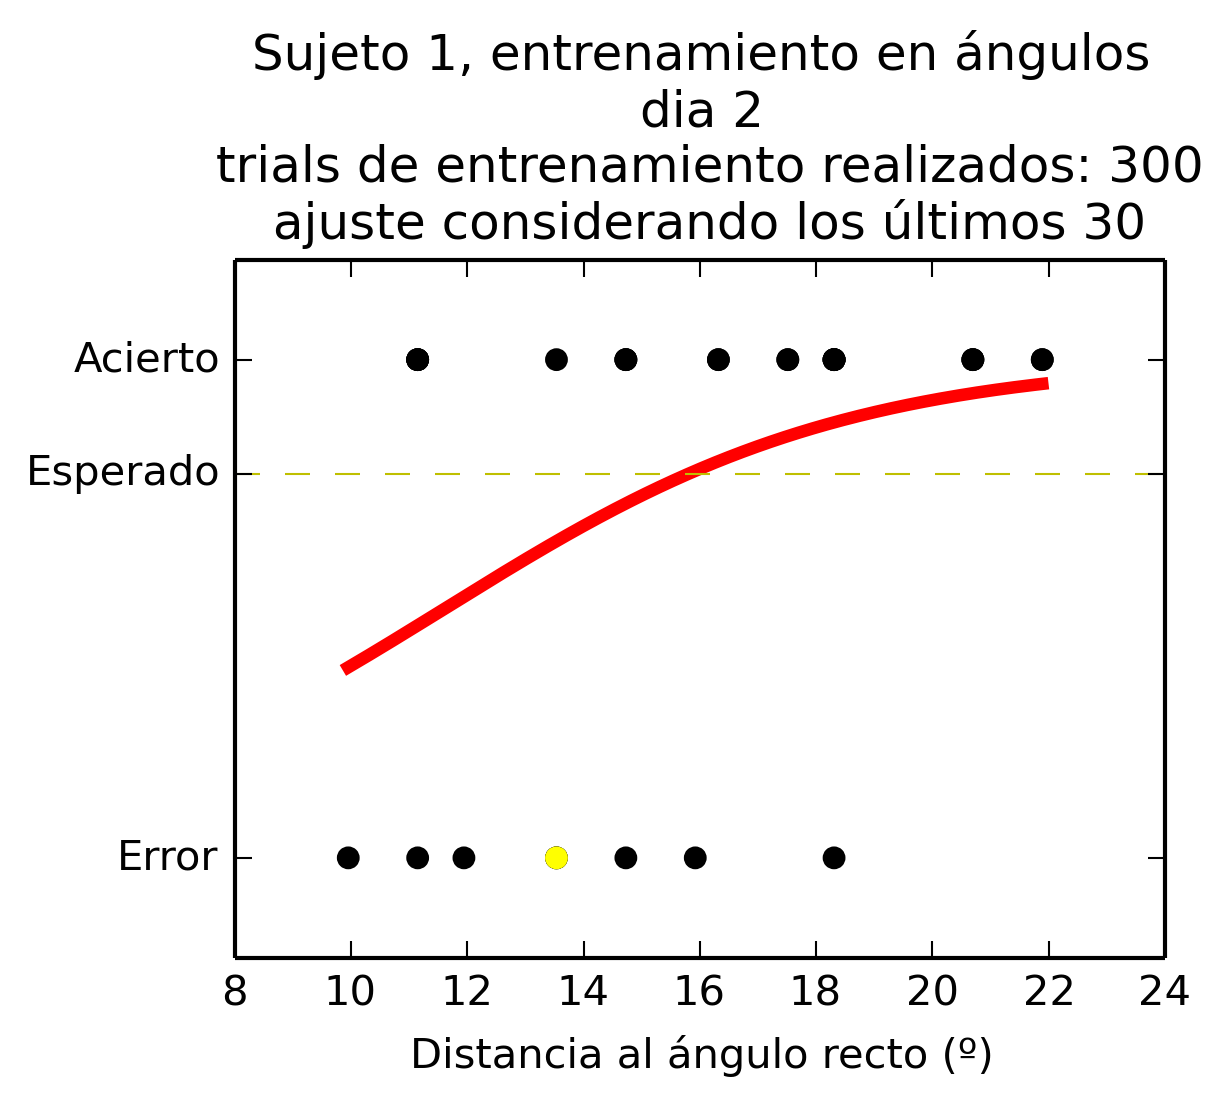 Sujeto 1, entrenamiento en ángulos
dia 2
trials de entrenamiento realizados: 300
ajuste considerando los últimos 30
Acierto
Esperado
Error
8 10 12 14 16 18 20 22 24
Distancia al ángulo recto (º)